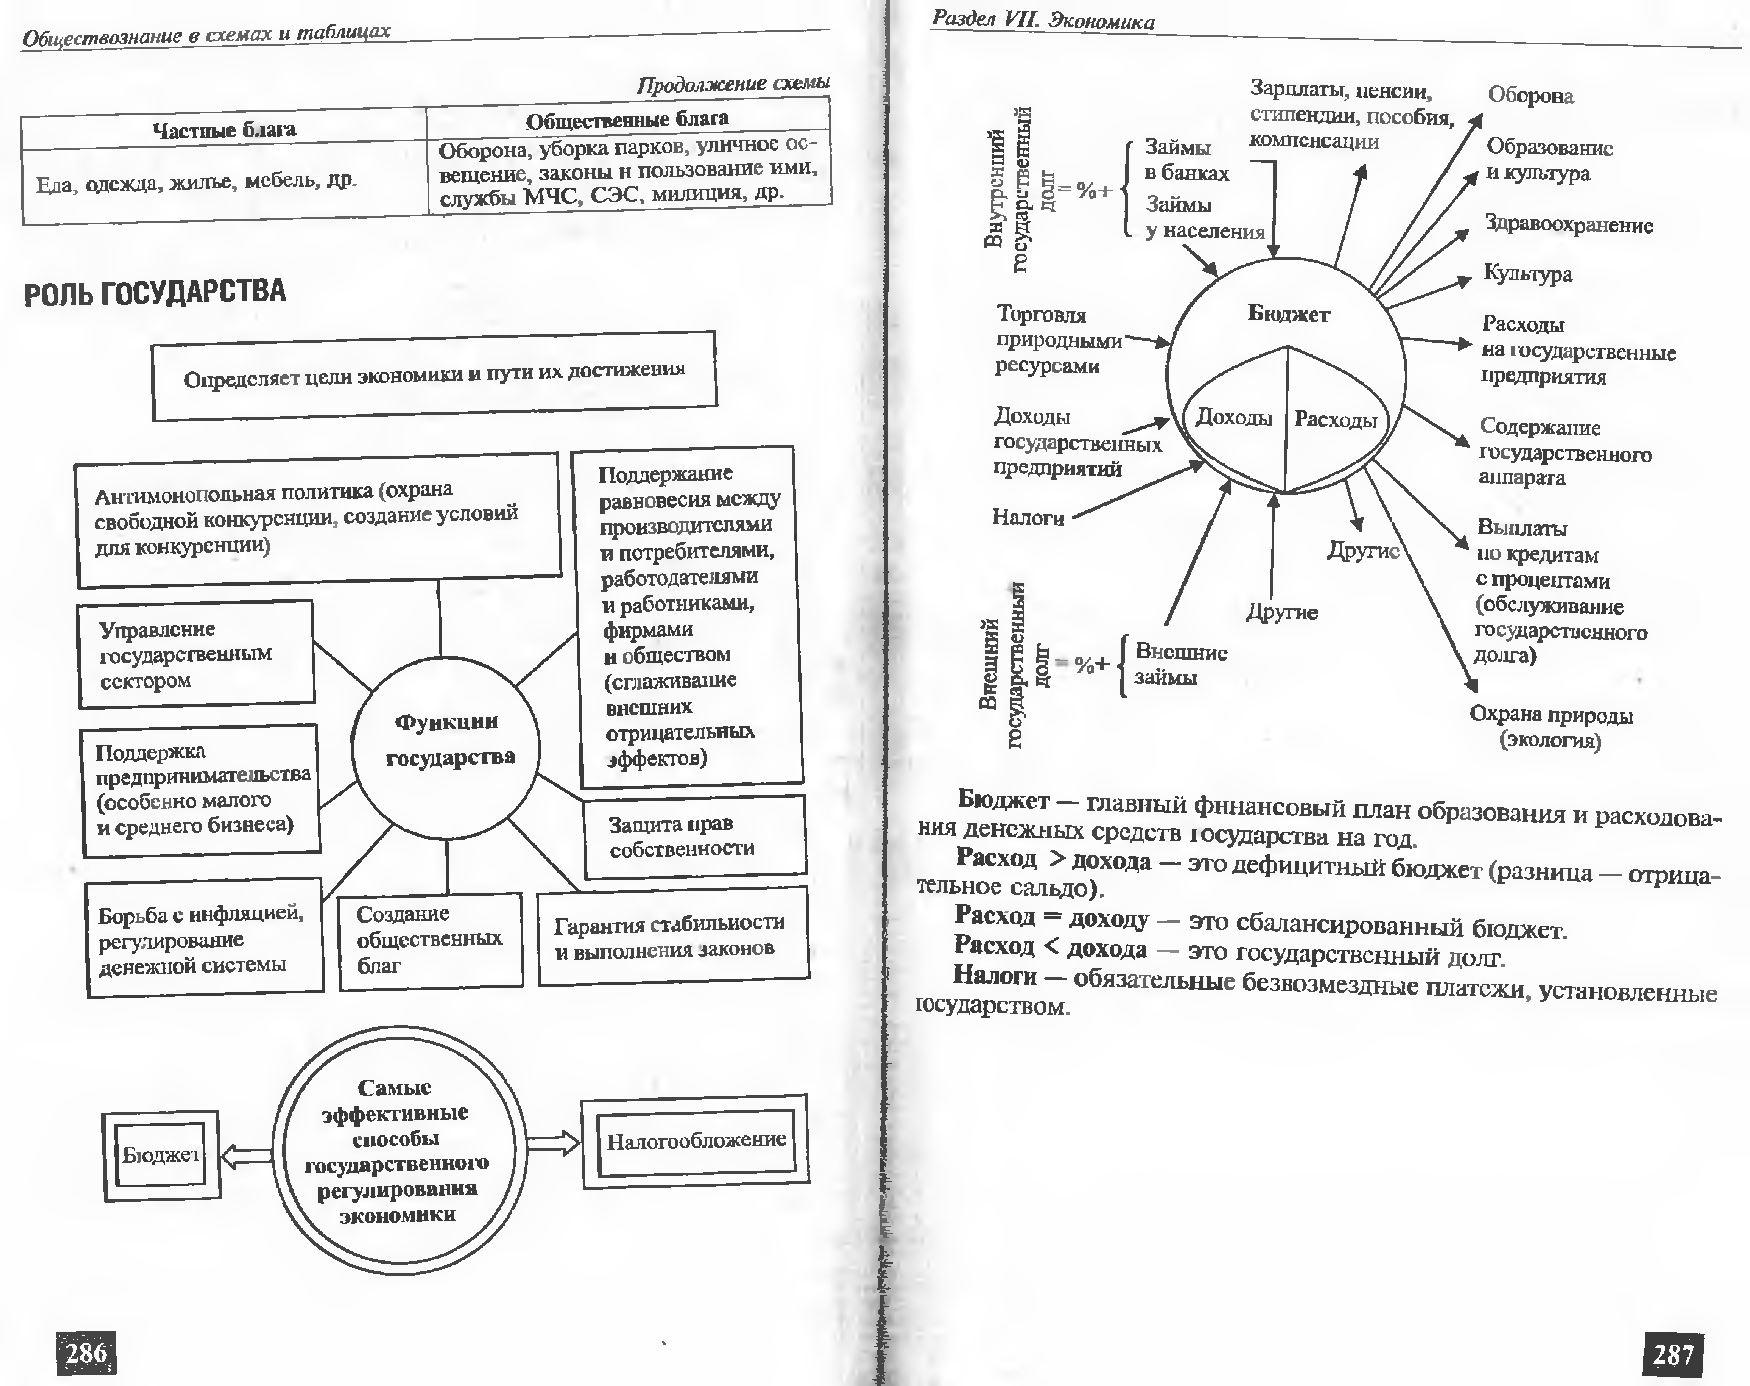 Обществознание в схемах и таблицах
Продолжение схемы
Частные блага
Общественные блага
Еда, одежда, жилье, мебель, др.
Оборона, уборка парков, уличное ос-
вещение, законы и пользование ими,
службы МЧС, СЭС, милиция, др.
РОЛЬ ГОСУДАРСТВА
Определяет цели экономики и пути их достижения
Антимонопольная политика (охрана
свободной конкуренции, создание условий
для конкуренции)
Поддержание
равновесия между
производителями
и потребителями,
работодателями
и работниками,
фирмами
и обществом
(сглаживание
внешних
отрицательных
эффектов)
Управление
государственным
сектором
Функции
государства
Поддержка
предпринимательства
(особенно малого
и среднего бизнеса)
Защита прав
собственности
Борьба с инфляцией,
регулирование
денежной системы
Создание
общественных
благ
Гарантия стабильности
и выполнения законов
Самые
эффективные
способы
государственного
регулирования
экономики
Бюджет
Налогообложение
286
Раздел VII. Экономика
Внутренний
государственный
долг
= %+
Займы
в банках
Займы
у населения
Зарплаты, пенсии,
стипендии, пособия,
компенсации
Оборона
Образование
и культура
Здравоохранение
Культура
Расходы
на государственные
предприятия
Содержание
государственного
аппарата
Выплаты
по кредитам
с процентами
(обслуживание
государственного
долга)
Охрана природы
(экология)
Торговля
природными
ресурсами
Доходы
государственных
предприятий
Налоги
Бюджет
Доходы
Расходы
Другие
Другие
Внешний
государственный
долг
= %+
Внешние
займы
Бюджет — главный финансовый план образования и расходова-
ния денежных средств государства на год.
Расход > дохода — это дефицитный бюджет (разница — отрица-
тельное сальдо).
Расход = доходу — это сбалансированный бюджет.
Расход < дохода — это государственный долг.
Налоги — обязательные безвозмездные платежи, установленные
государством.
287